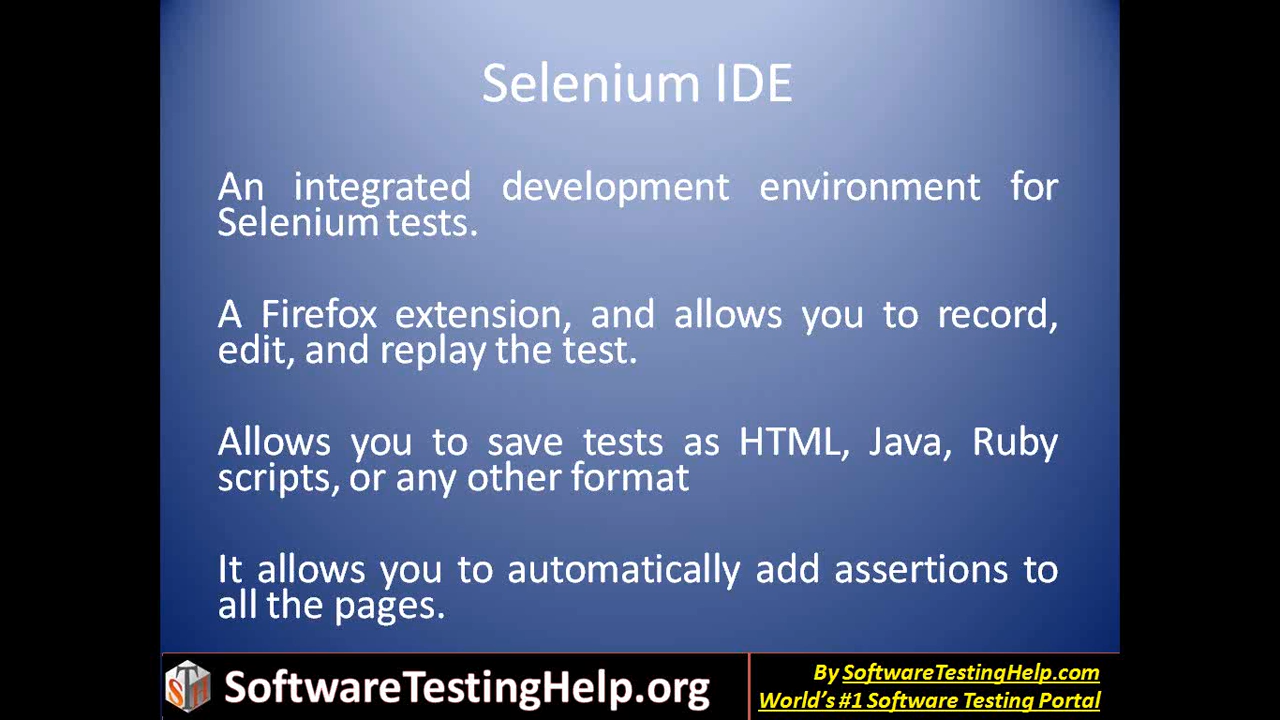 Selenium IDE
An integrated development environment for
Selenium tests.
A Firefox extension, and allows you to record,
edit, and replay the test.
Allows you to save tests as HTML, Java, Ruby
scripts, or any other format
It allows you to automatically add assertions to
all the pages.
STH
SoftwareTestingHelp.org
By SoftwareTestingHelp.com
World's #1 Software Testing Portal